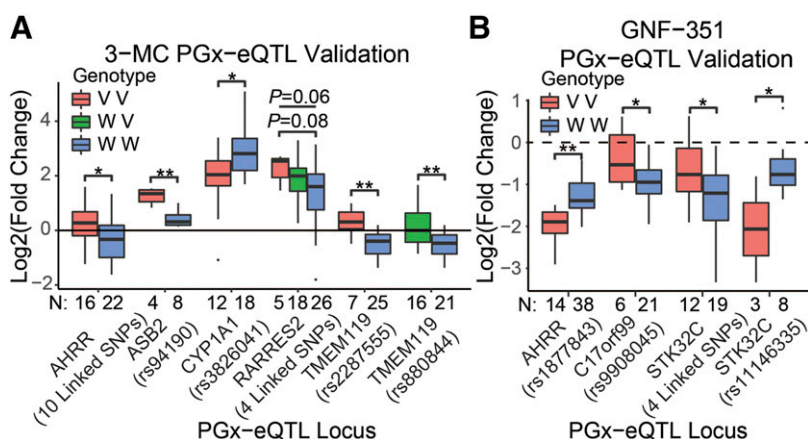 A
3-MC PGx-eQTL Validation
Genotype
V V
W V
W W
Log2(Fold Change)
4
2
0
−2
*
**
*
P=0.06
P=0.08
**
**
N: 16 22 4 8 12 18 5 18 26 7 25 16 21
AHRR
(10 Linked SNPs)
ASB2
(rs94190)
CYP1A1
(rs3826041)
RARRES2
(4 Linked SNPs)
TMEM119
(rs2287555)
TMEM119
(rs880844)
PGx-eQTL Locus
B
GNF-351
PGx-eQTL Validation
Genotype
V V
W W
Log2(Fold Change)
1
0
−1
−2
−3
**
*
*
*
N: 14 38 6 21 12 19 3 8
AHRR
(rs1877843)
C17orf99
(rs9908045)
STK32C
(4 Linked SNPs)
STK32C
(rs11146335)
PGx-eQTL Locus